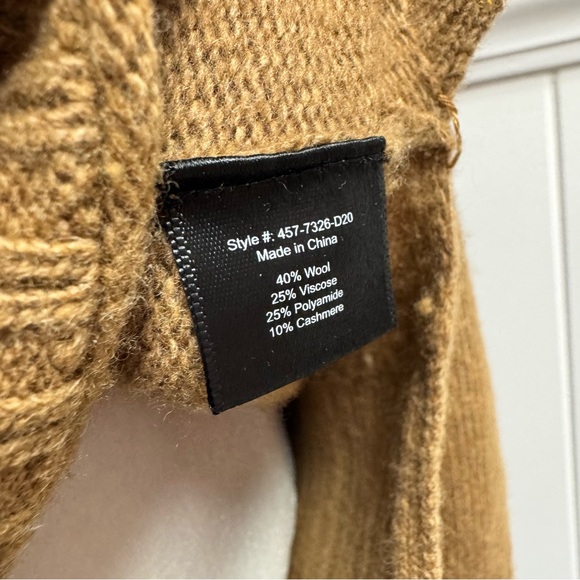 Style #: 457-7326-D20
Made in China
40% Wool
25% Viscose
25% Polyamide
10% Cashmere